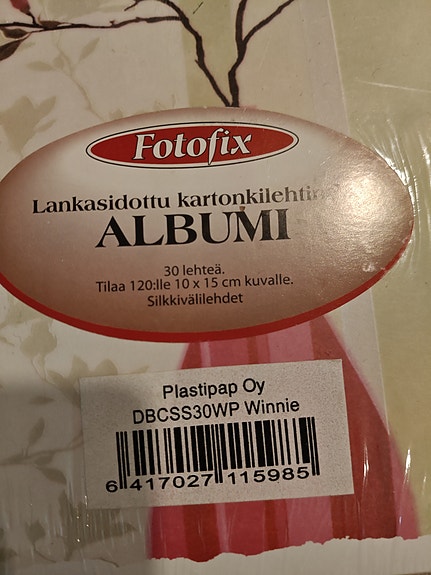 Fotofix
Lankasidottu
ALBUMI
30 lehteä.
Tilaa 120:lle 10 x 15 cm kuvalle.
Silkkivälilehdet
Plastipap Oy
DBCSS30WP Winnie
6 417027 115985